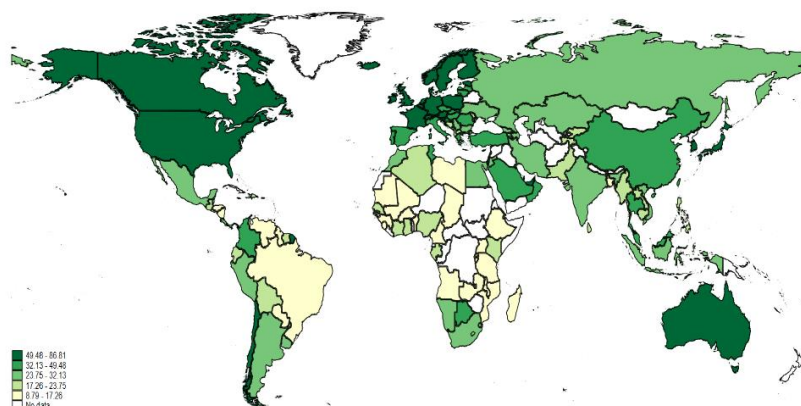 49.48 - 86.81
32.13 - 49.48
23.75 - 32.13
17.26 - 23.75
8.79 - 17.26
No data